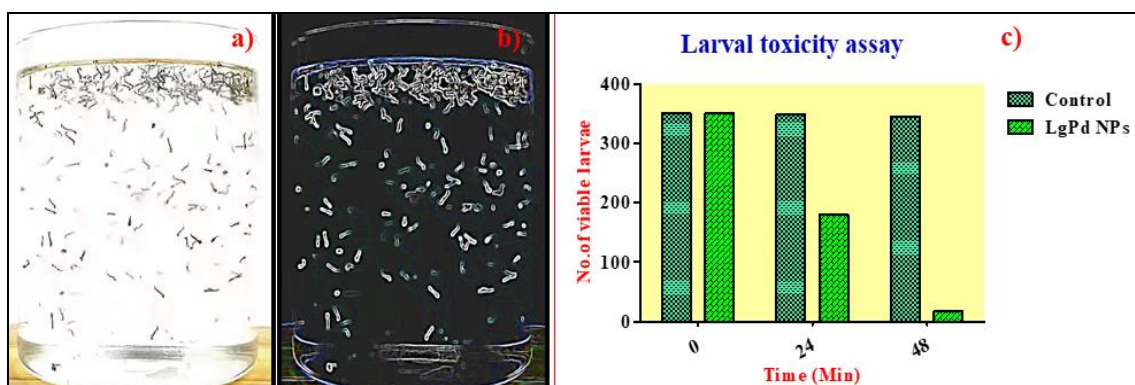 a)
b)
Larval toxicity assay
c)
Control
LgPd NPs
No.of viable larvae
400
300
200
100
0
0
24
48
Time (Min)